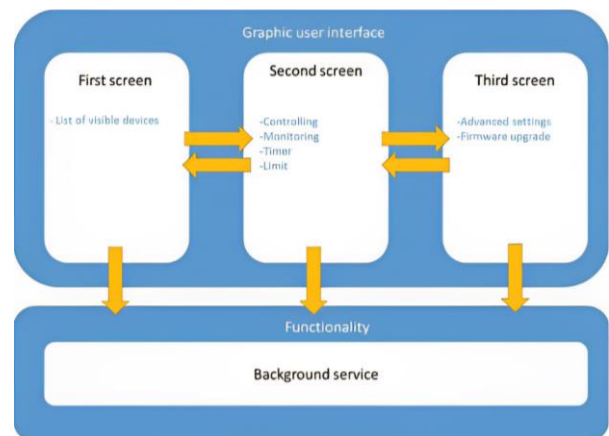 Graphic user interface
First screen
- List of visible devices
Second screen
-Controlling
-Monitoring
-Timer
-Limit
Third screen
-Advanced settings
-Firmware upgrade
Functionality
Background service